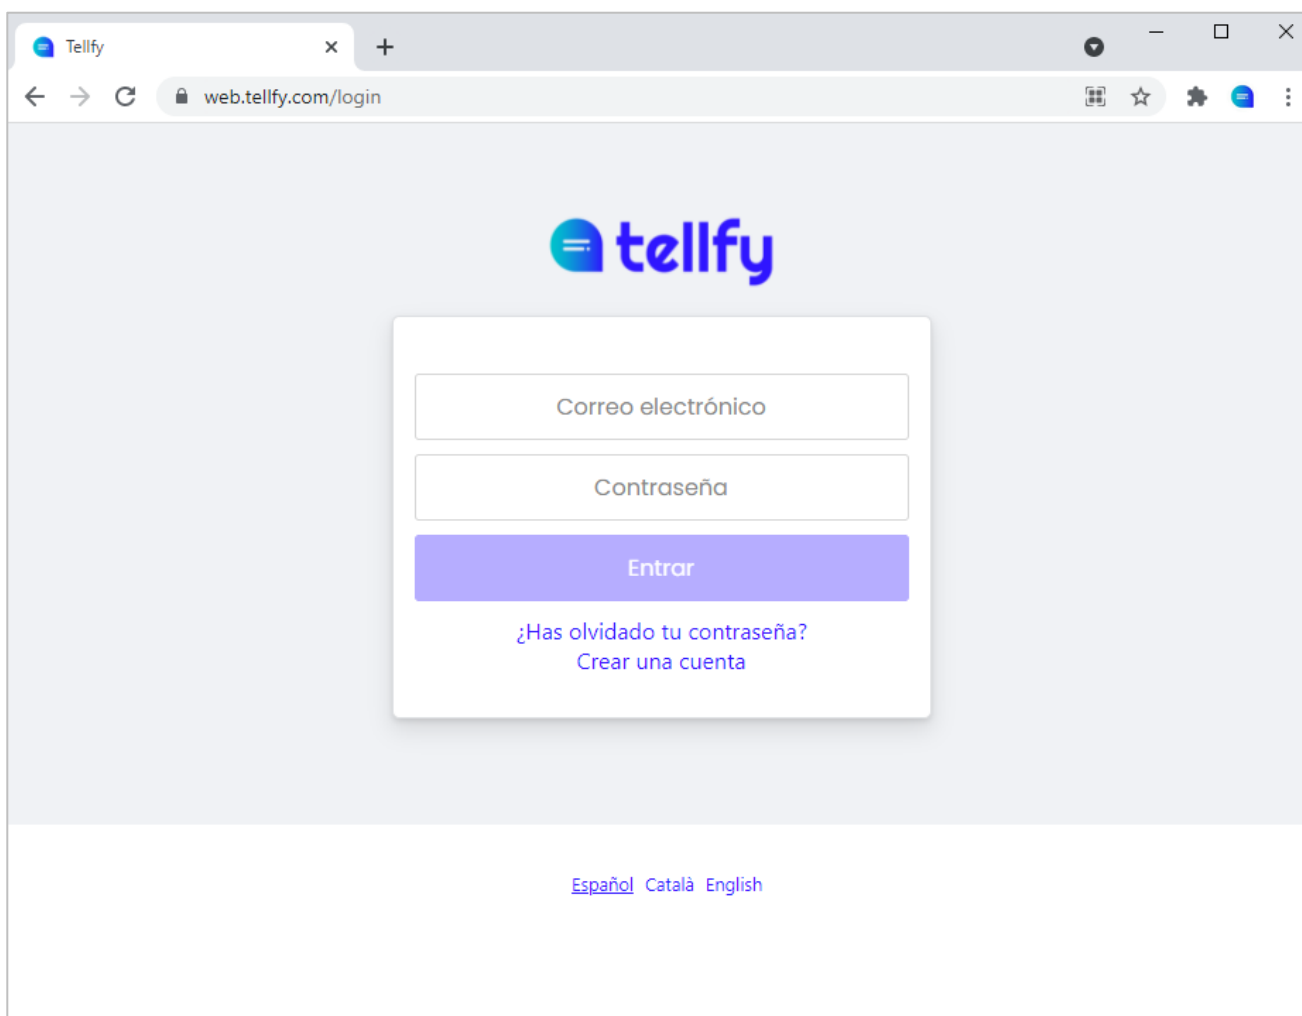 Tellfy
web.tellfy.com/login
tellfy
Correo electrónico
Contraseña
Entrar
¿Has olvidado tu contraseña?
Crear una cuenta
Español Català English